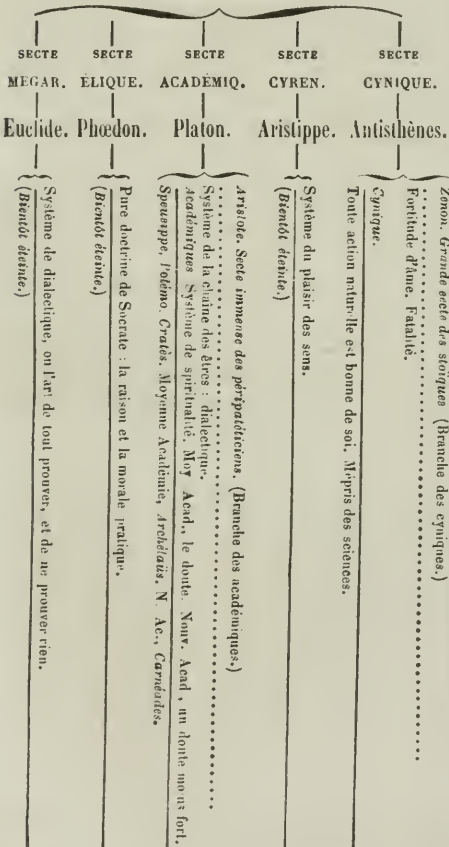 SECTE
MEGAR.
Euclide.
Système de dialectique, ou l'art de tout prouver, et de ne prouver rien.
(Bientôt éteinte.)
SECTE
ÉLIQUE.
Phœdon.
Pure doctrine de Socrate : la raison et la morale pratique.
(Bientôt éteinte.)
SECTE
ACADÉMIQ.
Platon.
Aristote. Secte immense des péripatéticiens. (Branche des académiques.)
Système de la chaîne des êtres : dialectique.
Académiques Système de spiritualité. Moy Acad., le doute. Nouv. Acad., un doute moins fort.
Speusippe, Polémo. Cratès. Moyenne Académie, Archélaüs. N. Ac., Carnéades.
SECTE
CYREN.
Aristippe.
Système du plaisir des sens.
(Bientôt éteinte.)
SECTE
CYNIQUE.
Antisthènes.
Zénon. Grande secte des stoïques (Branche des cyniques.)
Fortitude d'âme. Fatalité.
Cynique.
Toute action naturelle est bonne de soi. Mépris des sciences.